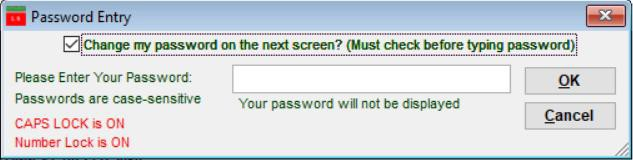 Password Entry
Change my password on the next screen? (Must check before typing password)
Please Enter Your Password:
Passwords are case-sensitive
Your password will not be displayed
CAPS LOCK is ON
Number Lock is ON
OK
Cancel